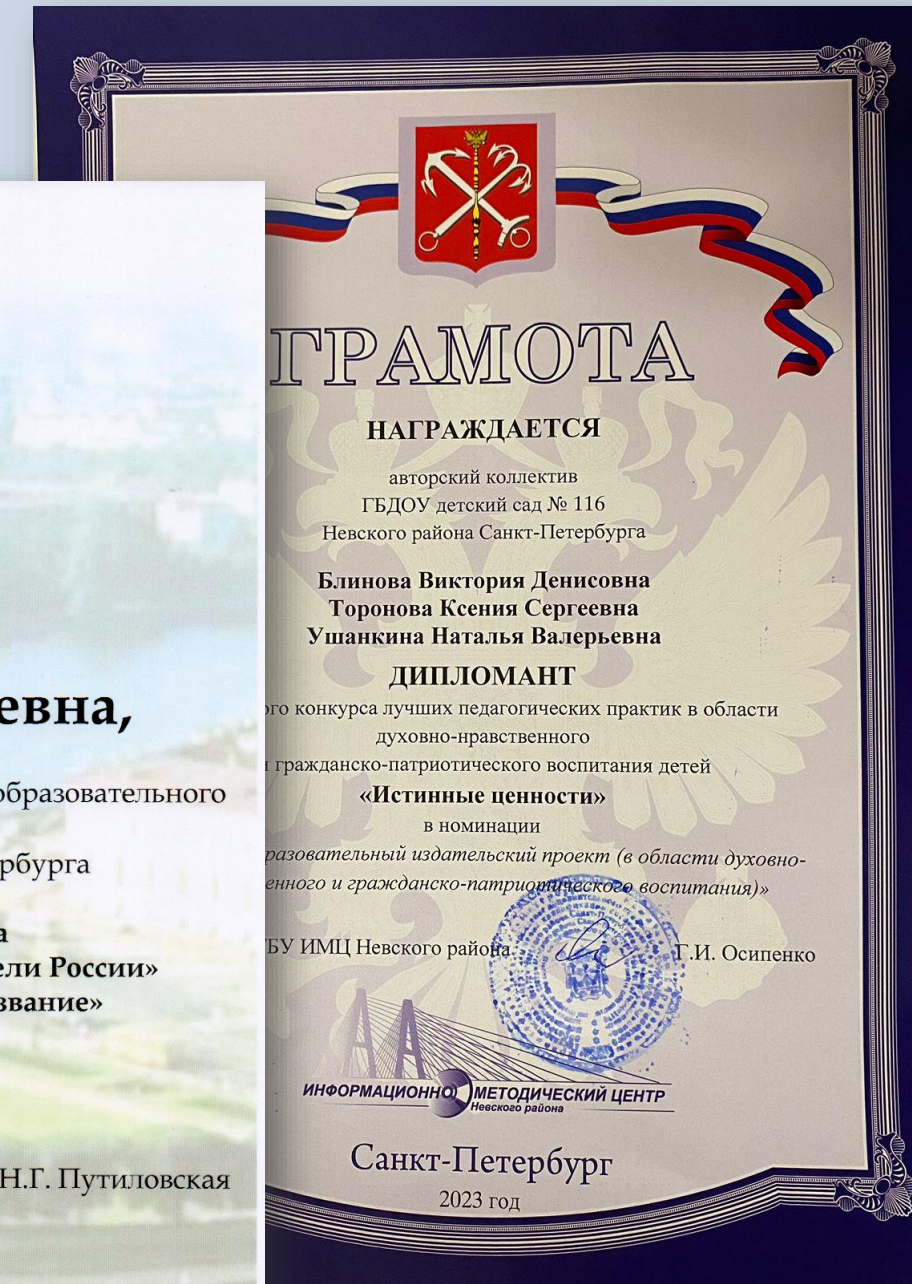 евна,
образовательного
рбурга
а
ели России»
звание»
Н.Г. Путиловская
ГРАМОТА
НАГРАЖДАЕТСЯ
авторский коллектив
ГБДОУ детский сад № 116
Невского района Санкт-Петербурга
Блинова Виктория Денисовна
Торонова Ксения Сергеевна
Ушанкина Наталья Валерьевна
ДИПЛОМАНТ
ого конкурса лучших педагогических практик в области
духовно-нравственного
и гражданско-патриотического воспитания детей
«Истинные ценности»
в номинации
разовательный издательский проект (в области духовно-
енного и гражданско-патриотического воспитания)»
БУ ИМЦ Невского района
Г.И. Осипенко
ИНФОРМАЦИОННО МЕТОДИЧЕСКИЙ ЦЕНТР
Невского района
Санкт-Петербург
2023 год